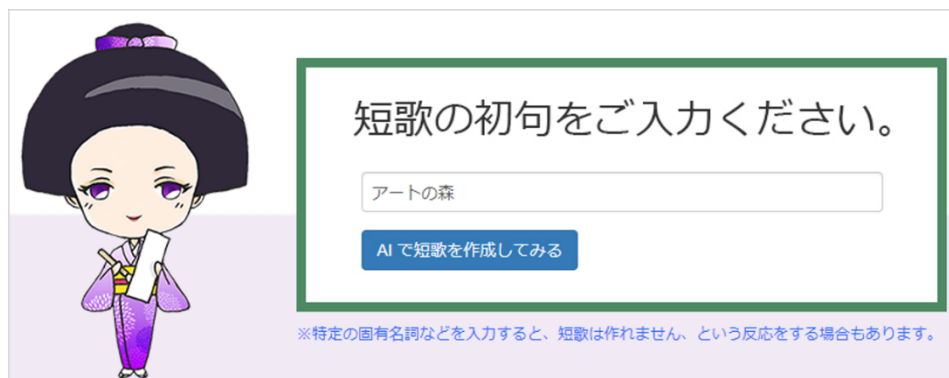 短歌の初句をご入力ください。
アートの森
AI で短歌を作成してみる
※特定の固有名詞などを入力すると、短歌は作れません、という反応をする場合もあります。